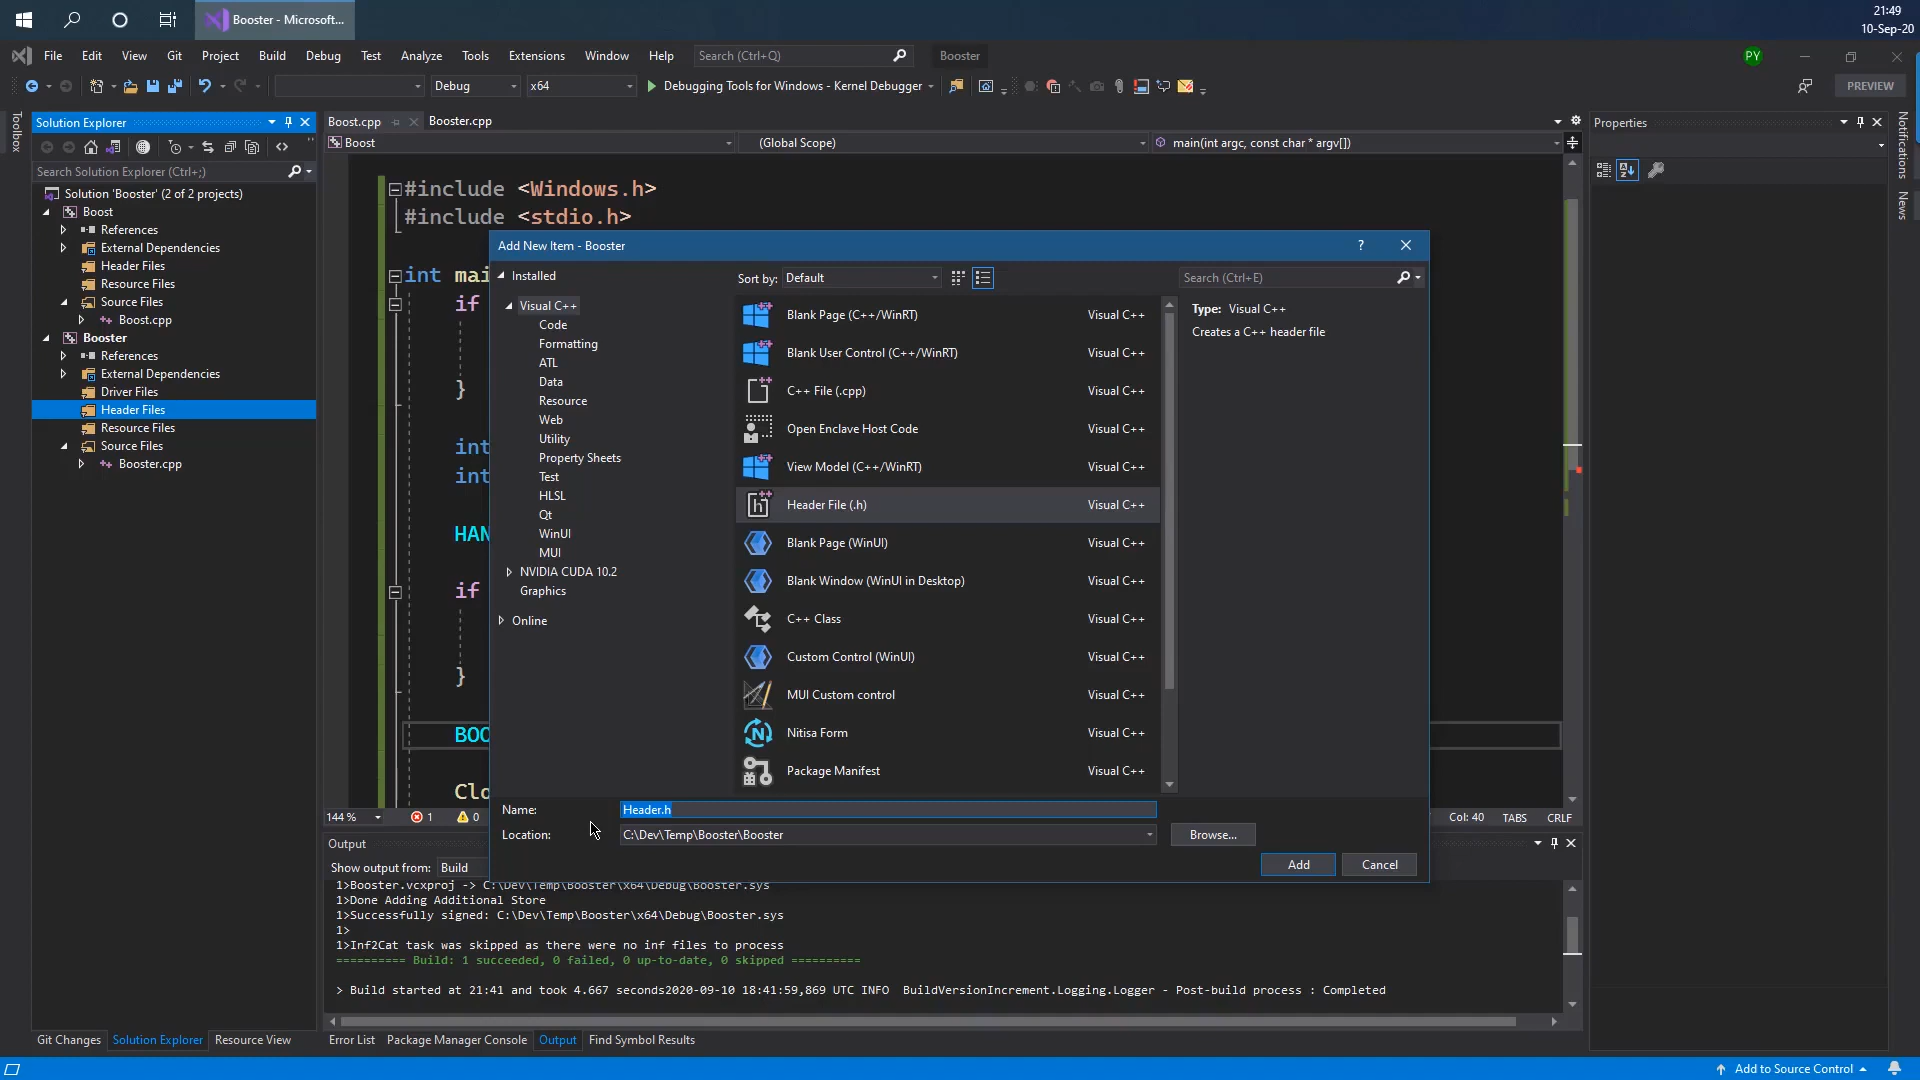 Booster - Microsoft...
21:49
10-Sep-20
File Edit View Git Project Build Debug Test Analyze Tools Extensions Window Help Search (Ctrl+Q) Booster PY
Debug x64 Debugging Tools for Windows - Kernel Debugger PREVIEW
Toolbox
Solution Explorer
Search Solution Explorer (Ctrl+;)
Solution 'Booster' (2 of 2 projects)
Boost
References
External Dependencies
Header Files
Resource Files
Source Files
Boost.cpp
Booster
References
External Dependencies
Driver Files
Header Files
Resource Files
Source Files
Booster.cpp
Boost.cpp Booster.cpp
Boost (Global Scope) main(int argc, const char * argv[])
#include <Windows.h>
#include <stdio.h>
int mai
if
}
int
int
HAN
if
}
BOO
Clo
Add New Item - Booster
Installed
Visual C++
Code
Formatting
ATL
Data
Resource
Web
Utility
Property Sheets
Test
HLSL
Qt
WinUI
MUI
NVIDIA CUDA 10.2
Graphics
Online
Sort by: Default
Search (Ctrl+E)
Blank Page (C++/WinRT) Visual C++
Blank User Control (C++/WinRT) Visual C++
C++ File (.cpp) Visual C++
Open Enclave Host Code Visual C++
View Model (C++/WinRT) Visual C++
Header File (.h) Visual C++
Blank Page (WinUI) Visual C++
Blank Window (WinUI in Desktop) Visual C++
C++ Class Visual C++
Custom Control (WinUI) Visual C++
MUI Custom control Visual C++
Nitisa Form Visual C++
Package Manifest Visual C++
Type: Visual C++
Creates a C++ header file
Name: Header.h
Location: C:\Dev\Temp\Booster\Booster Browse...
Add Cancel
144 % 1 0 Col: 40 TABS CRLF
Output
Show output from: Build
1>Booster.vcxproj -> C:\Dev\Temp\Booster\x64\Debug\Booster.sys
1>Done Adding Additional Store
1>Successfully signed: C:\Dev\Temp\Booster\x64\Debug\Booster.sys
1>
1>Inf2Cat task was skipped as there were no inf files to process
========== Build: 1 succeeded, 0 failed, 0 up-to-date, 0 skipped ==========
> Build started at 21:41 and took 4.667 seconds2020-09-10 18:41:59,869 UTC INFO  BuildVersionIncrement.Logging.Logger - Post-build process : Completed
Properties
Notifications
News
Git Changes Solution Explorer Resource View
Error List Package Manager Console Output Find Symbol Results
Add to Source Control